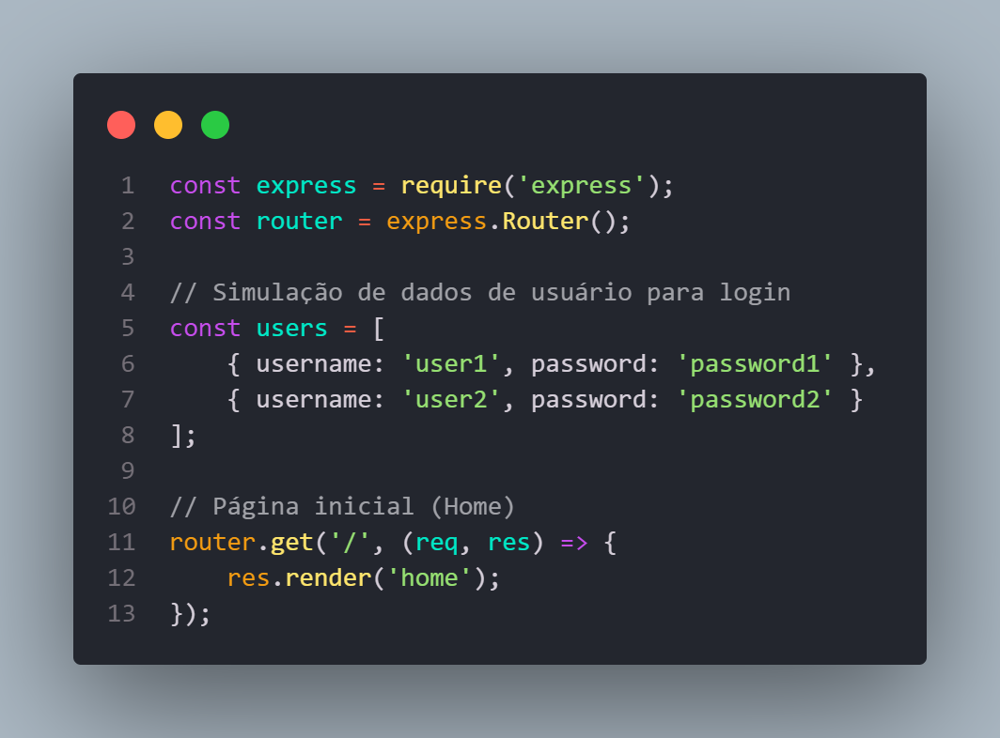 1 const express = require('express');
2 const router = express.Router();
3
4 // Simulação de dados de usuário para login
5 const users = [
6     { username: 'user1', password: 'password1' },
7     { username: 'user2', password: 'password2' }
8 ];
9
10 // Página inicial (Home)
11 router.get('/', (req, res) => {
12     res.render('home');
13 });